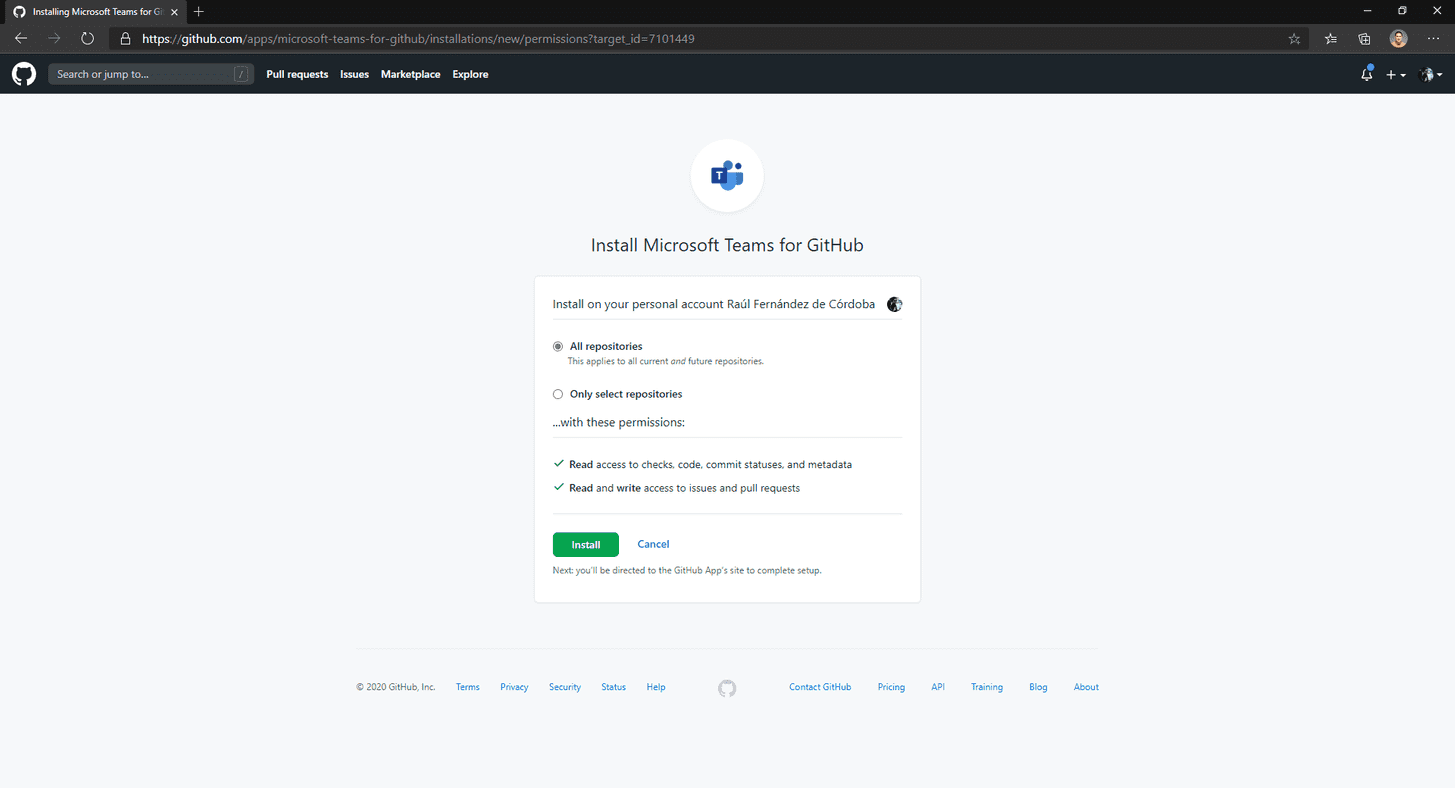 Installing Microsoft Teams for Git
https://github.com/apps/microsoft-teams-for-github/installations/new/permissions?target_id=7101449
Search or jump to... / Pull requests Issues Marketplace Explore
T
Install Microsoft Teams for GitHub
Install on your personal account Raúl Fernández de Córdoba
All repositories
This applies to all current and future repositories.
Only select repositories
...with these permissions:
Read access to checks, code, commit statuses, and metadata
Read and write access to issues and pull requests
Install Cancel
Next: you'll be directed to the GitHub App's site to complete setup.
© 2020 GitHub, Inc. Terms Privacy Security Status Help Contact GitHub Pricing API Training Blog About